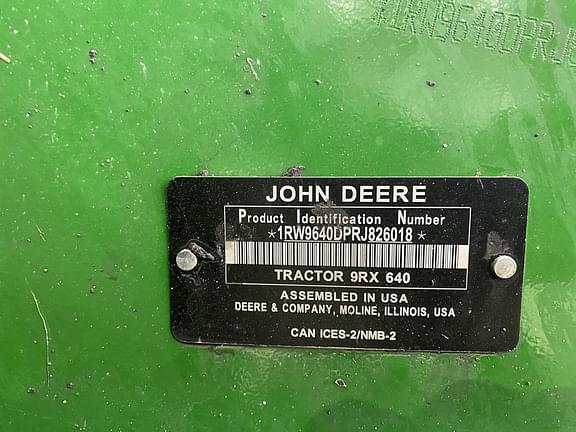 *1RW9640DPRJ8
JOHN DEERE
Product Identification Number
*1RW9640DPRJ826018*
TRACTOR 9RX 640
ASSEMBLED IN USA
DEERE & COMPANY, MOLINE, ILLINOIS, USA
CAN ICES-2/NMB-2